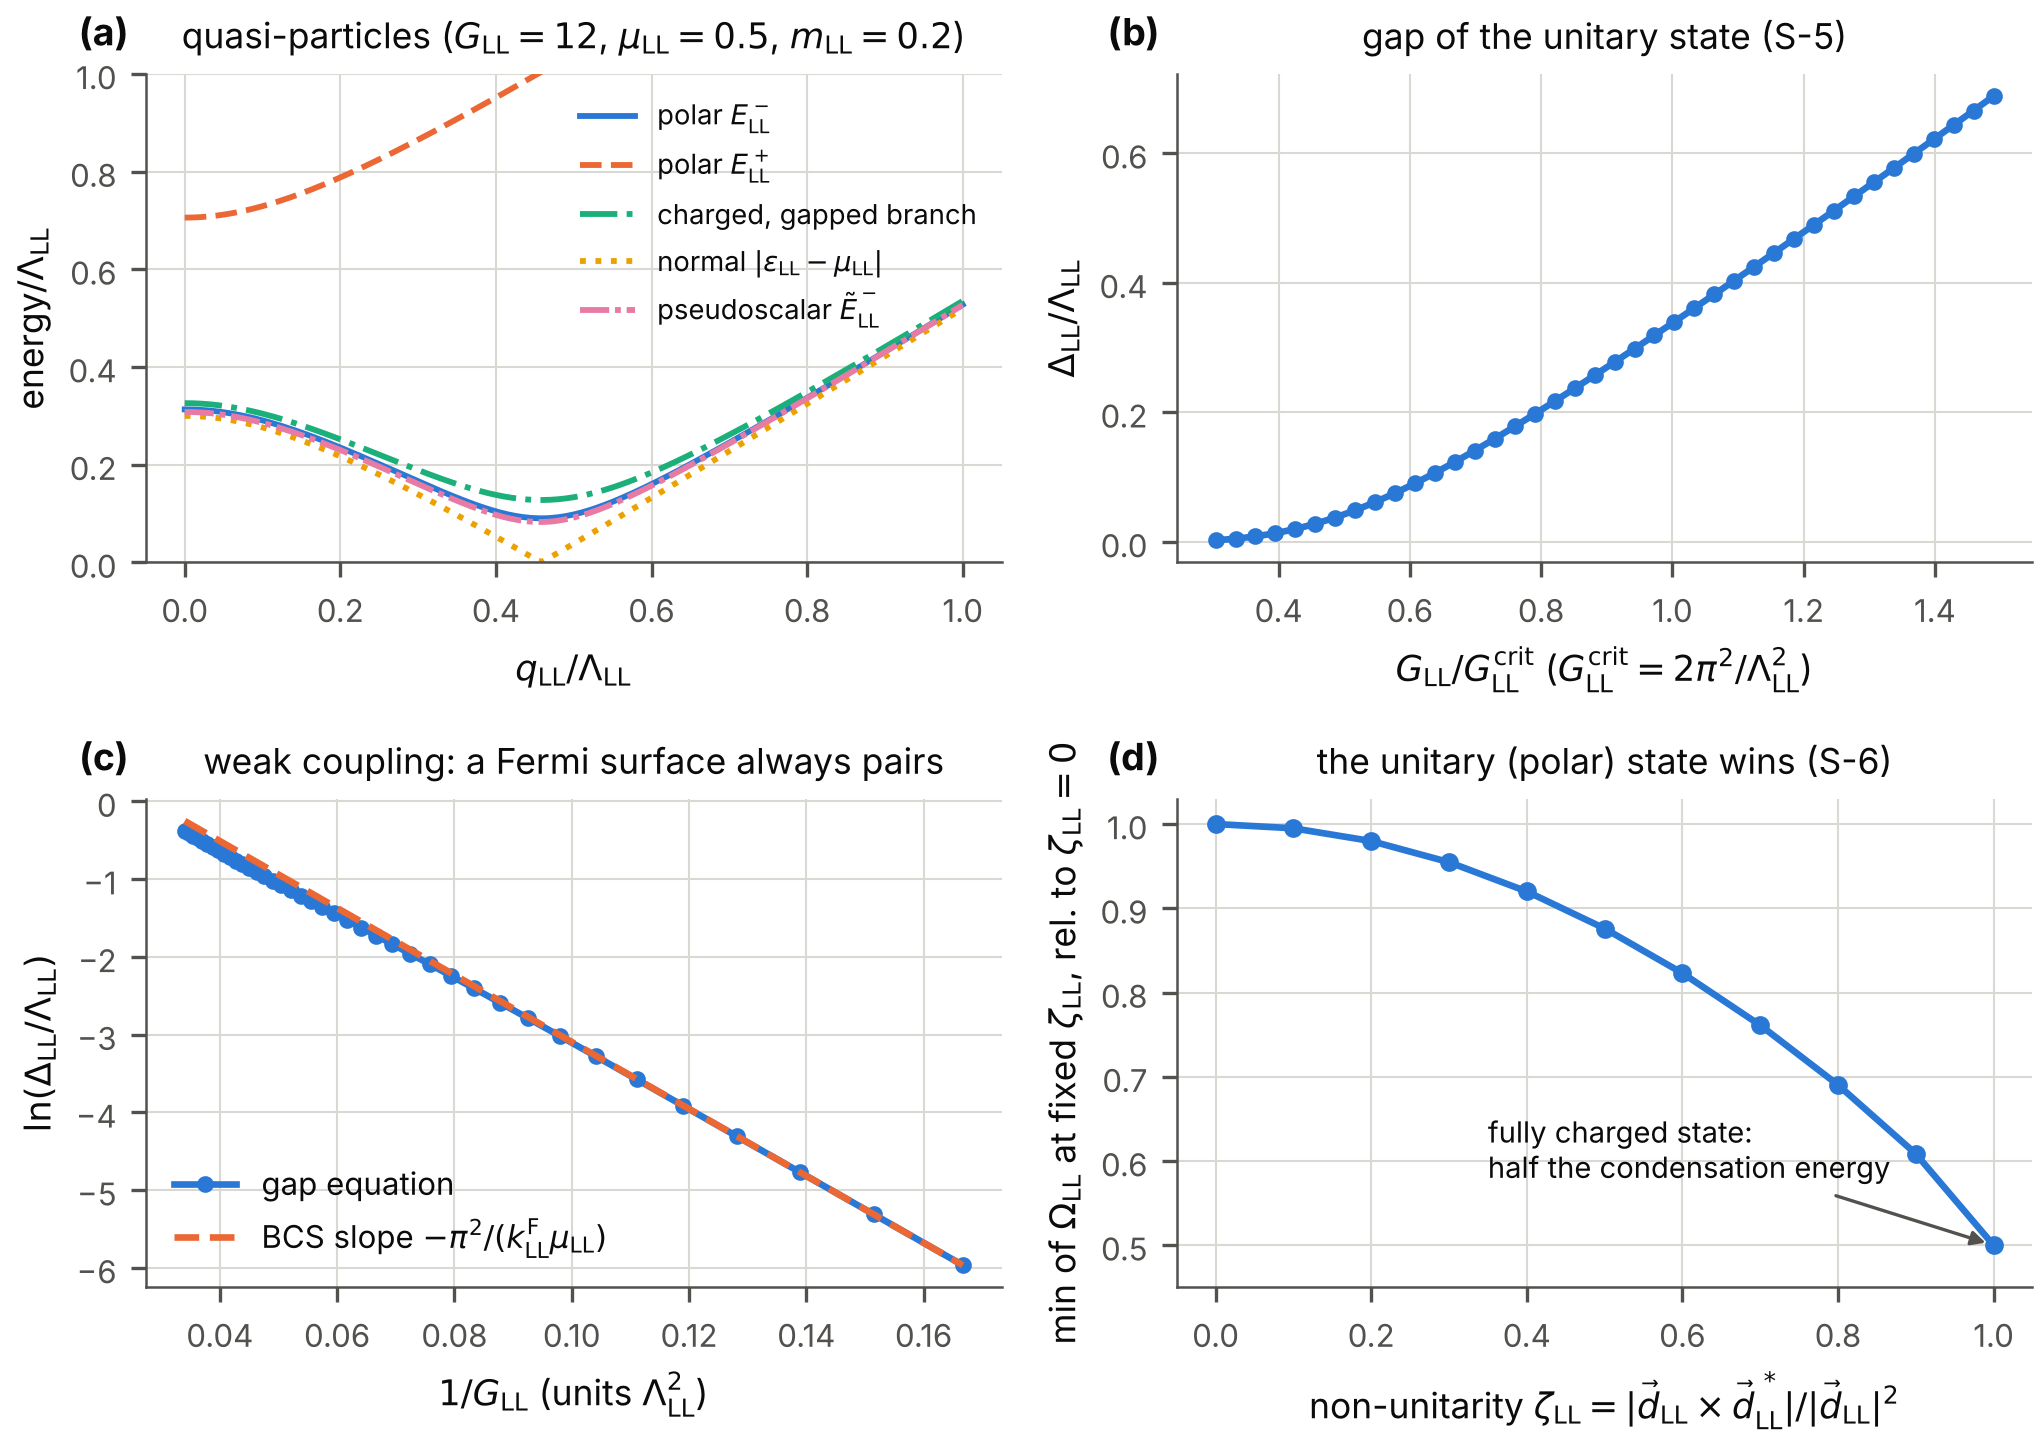 (a) quasi-particles (G_LL = 12, μ_LL = 0.5, m_LL = 0.2)
1.0
0.8
0.6
0.4
0.2
0.0
energy/Λ_LL
polar E_LL^−
polar E_LL^+
charged, gapped branch
normal |ε_LL − μ_LL|
pseudoscalar Ẽ_LL^−
0.0 0.2 0.4 0.6 0.8 1.0
q_LL/Λ_LL
(b) gap of the unitary state (S-5)
0.6
0.4
0.2
0.0
Δ_LL/Λ_LL
0.4 0.6 0.8 1.0 1.2 1.4
G_LL/G_LL^crit (G_LL^crit = 2π²/Λ_LL^2)
(c) weak coupling: a Fermi surface always pairs
0
−1
−2
−3
−4
−5
−6
ln(Δ_LL/Λ_LL)
gap equation
BCS slope −π²/(k_LL^F μ_LL)
0.04 0.06 0.08 0.10 0.12 0.14 0.16
1/G_LL (units Λ_LL^2)
(d) the unitary (polar) state wins (S-6)
1.0
0.9
0.8
0.7
0.6
0.5
min of Ω_LL at fixed ζ_LL, rel. to ζ_LL = 0
fully charged state:
half the condensation energy
0.0 0.2 0.4 0.6 0.8 1.0
non-unitarity ζ_LL = |d⃗_LL × d⃗_LL^*|/|d⃗_LL|²